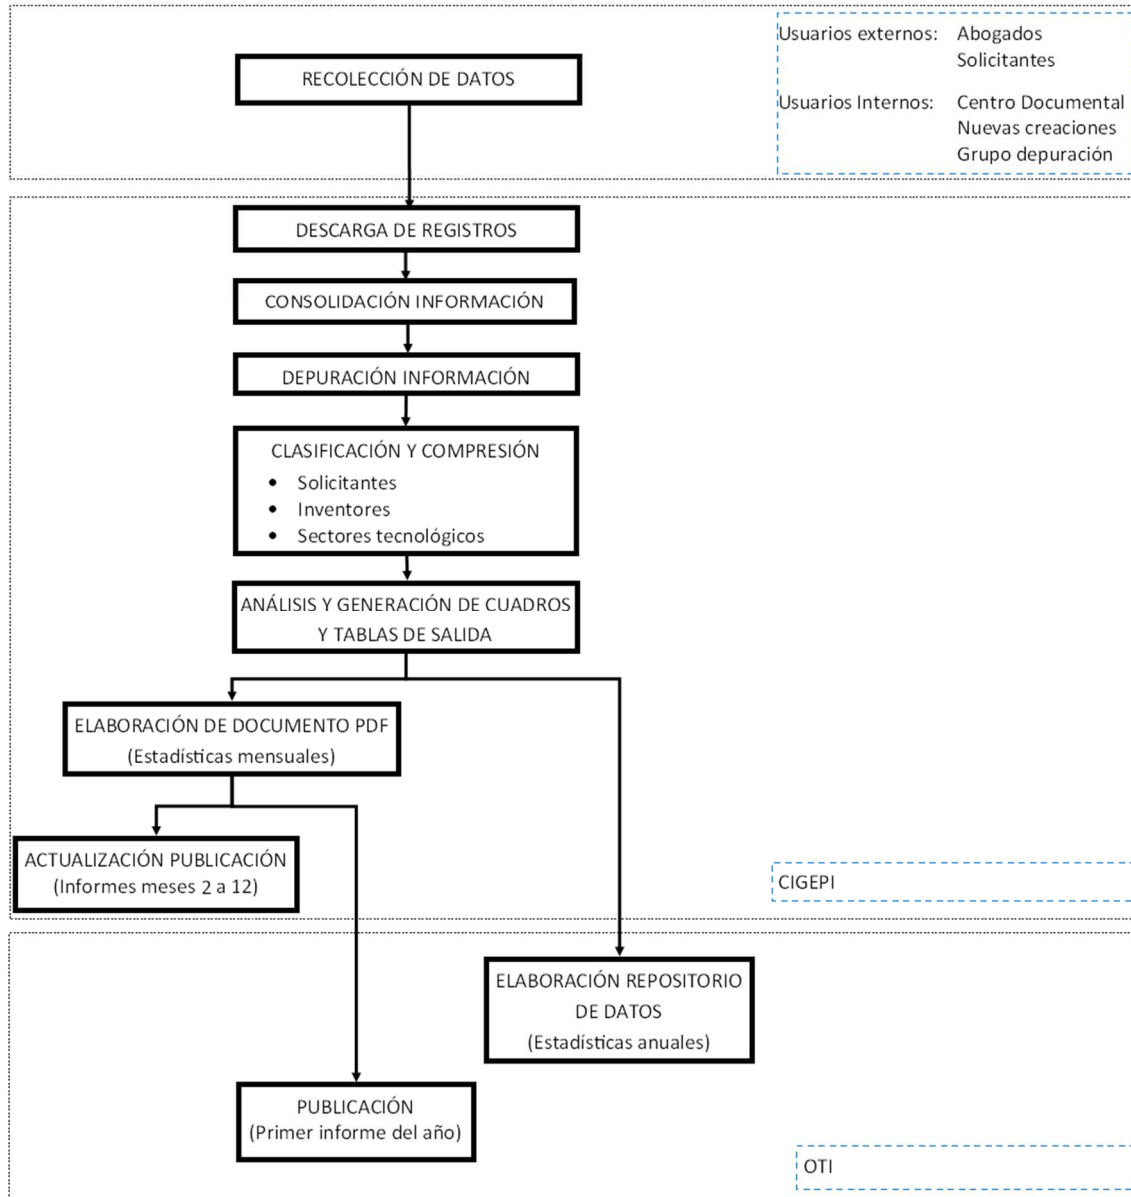 RECOLECCIÓN DE DATOS
Usuarios externos: Abogados
Solicitantes
Usuarios Internos: Centro Documental
Nuevas creaciones
Grupo depuración
DESCARGA DE REGISTROS
CONSOLIDACIÓN INFORMACIÓN
DEPURACIÓN INFORMACIÓN
CLASIFICACIÓN Y COMPRESIÓN
• Solicitantes
• Inventores
• Sectores tecnológicos
ANÁLISIS Y GENERACIÓN DE CUADROS
Y TABLAS DE SALIDA
ELABORACIÓN DE DOCUMENTO PDF
(Estadísticas mensuales)
ACTUALIZACIÓN PUBLICACIÓN
(Informes meses 2 a 12)
CIGEPI
ELABORACIÓN REPOSITORIO
DE DATOS
(Estadísticas anuales)
PUBLICACIÓN
(Primer informe del año)
OTI